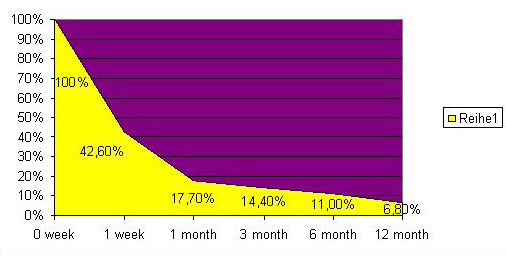 100%
90%
80%
70%
60%
50%
40%
30%
20%
10%
0%
100%
42,60%
17,70%
14,40%
11,00%
6,80%
0 week
1 week
1 month
3 month
6 month
12 month
Reihe1